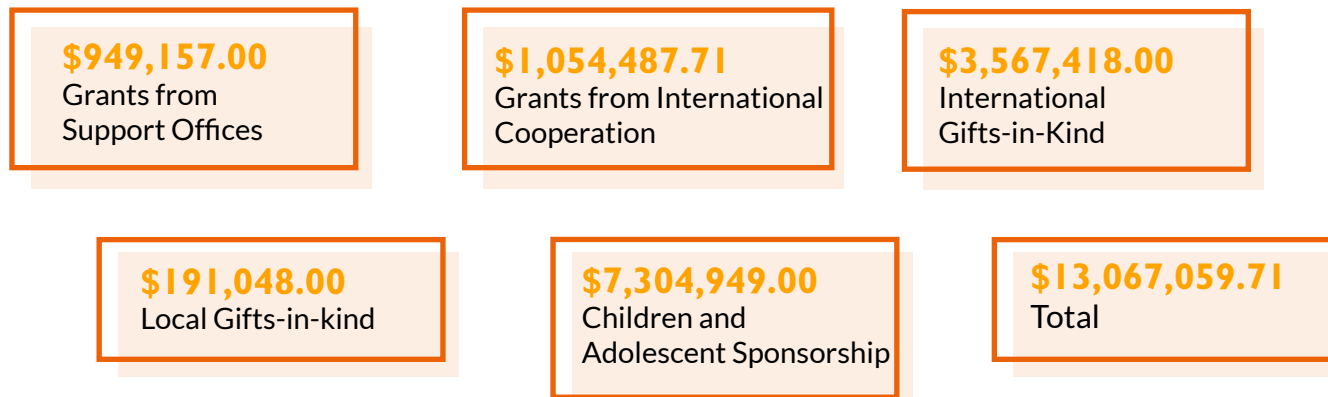 $949,157.00
Grants from
Support Offices
$1,054,487.71
Grants from International
Cooperation
$3,567,418.00
International
Gifts-in-Kind
$191,048.00
Local Gifts-in-kind
$7,304,949.00
Children and
Adolescent Sponsorship
$13,067,059.71
Total